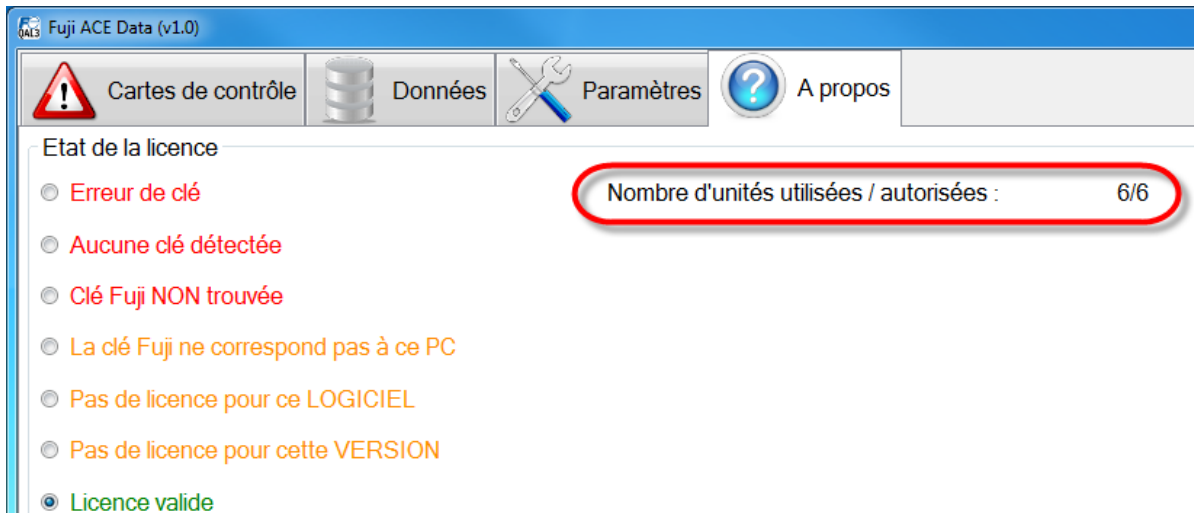 QAL3 Fuji ACE Data (v1.0)
Cartes de contrôle Données Paramètres ? A propos
Etat de la licence
Erreur de clé Nombre d'unités utilisées / autorisées : 6/6
Aucune clé détectée
Clé Fuji NON trouvée
La clé Fuji ne correspond pas à ce PC
Pas de licence pour ce LOGICIEL
Pas de licence pour cette VERSION
Licence valide